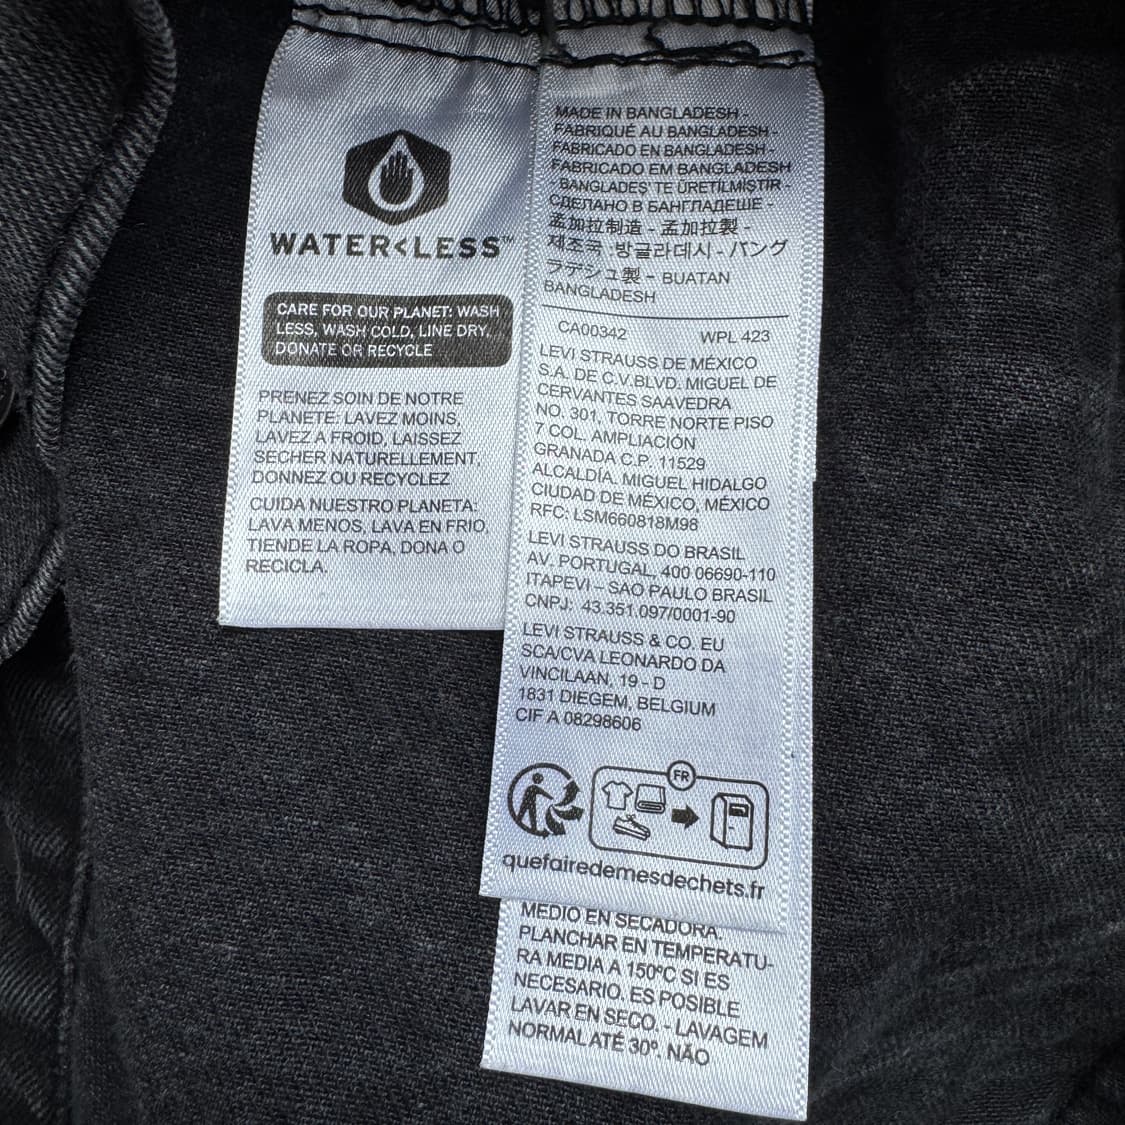 WATER<LESS™
CARE FOR OUR PLANET: WASH
LESS, WASH COLD, LINE DRY,
DONATE OR RECYCLE
PRENEZ SOIN DE NOTRE
PLANETE: LAVEZ MOINS,
LAVEZ A FROID, LAISSEZ
SECHER NATURELLEMENT,
DONNEZ OU RECYCLEZ
CUIDA NUESTRO PLANETA:
LAVA MENOS, LAVA EN FRIO,
TIENDE LA ROPA, DONA O
RECICLA.
MADE IN BANGLADESH -
FABRIQUÉ AU BANGLADESH -
FABRICADO EN BANGLADESH -
FABRICADO EM BANGLADESH
- BANGLADEŞ' TE ÜRETILMIŞTIR -
СДЕЛАНО В БАНГЛАДЕШЕ -
孟加拉制造 - 孟加拉製 -
제조국 :방글라데시 - バング
ラデシュ製 - BUATAN
BANGLADESH
CA00342 WPL 423
LEVI STRAUSS DE MÉXICO
S.A. DE C.V.BLVD. MIGUEL DE
CERVANTES SAAVEDRA
NO. 301, TORRE NORTE PISO
7 COL. AMPLIACIÓN
GRANADA C.P. 11529
ALCALDÍA. MIGUEL HIDALGO
CIUDAD DE MÉXICO, MÉXICO
RFC: LSM660818M98
LEVI STRAUSS DO BRASIL
AV. PORTUGAL, 400 06690-110
ITAPEVI – SAO PAULO BRASIL
CNPJ: 43.351.097/0001-90
LEVI STRAUSS & CO. EU
SCA/CVA LEONARDO DA
VINCILAAN, 19 - D
1831 DIEGEM, BELGIUM
CIF A 08298606
FR
quefairedemesdechets.fr
MEDIO EN SECADORA.
PLANCHAR EN TEMPERATU-
RA MEDIA A 150ºC SI ES
NECESARIO. ES POSIBLE
LAVAR EN SECO. - LAVAGEM
NORMAL ATÉ 30º. NÃO